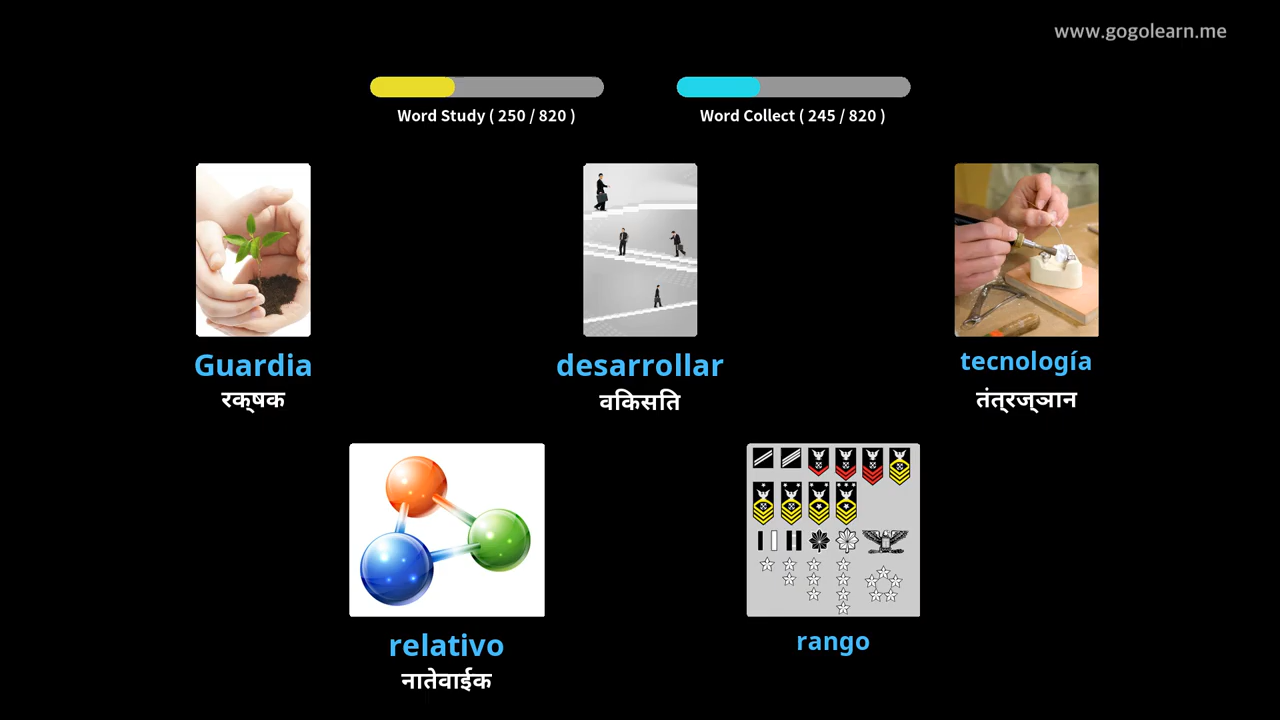 www.gogolearn.me
Word Study ( 250 / 820 )
Word Collect ( 245 / 820 )
Guardia
रक्‌षक
desarrollar
वकिसति
tecnología
तंत्‌रज्‌ञान
relativo
नातेवाईक
rango